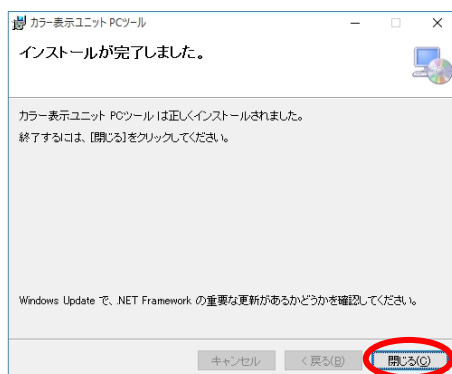 カラー表示ユニット PCツール
インストールが完了しました。
カラー表示ユニット PCツール は正しくインストールされました。
終了するには、[閉じる]をクリックしてください。
Windows Update で、.NET Framework の重要な更新があるかどうかを確認してください。
キャンセル
< 戻る(B)
閉じる(C)